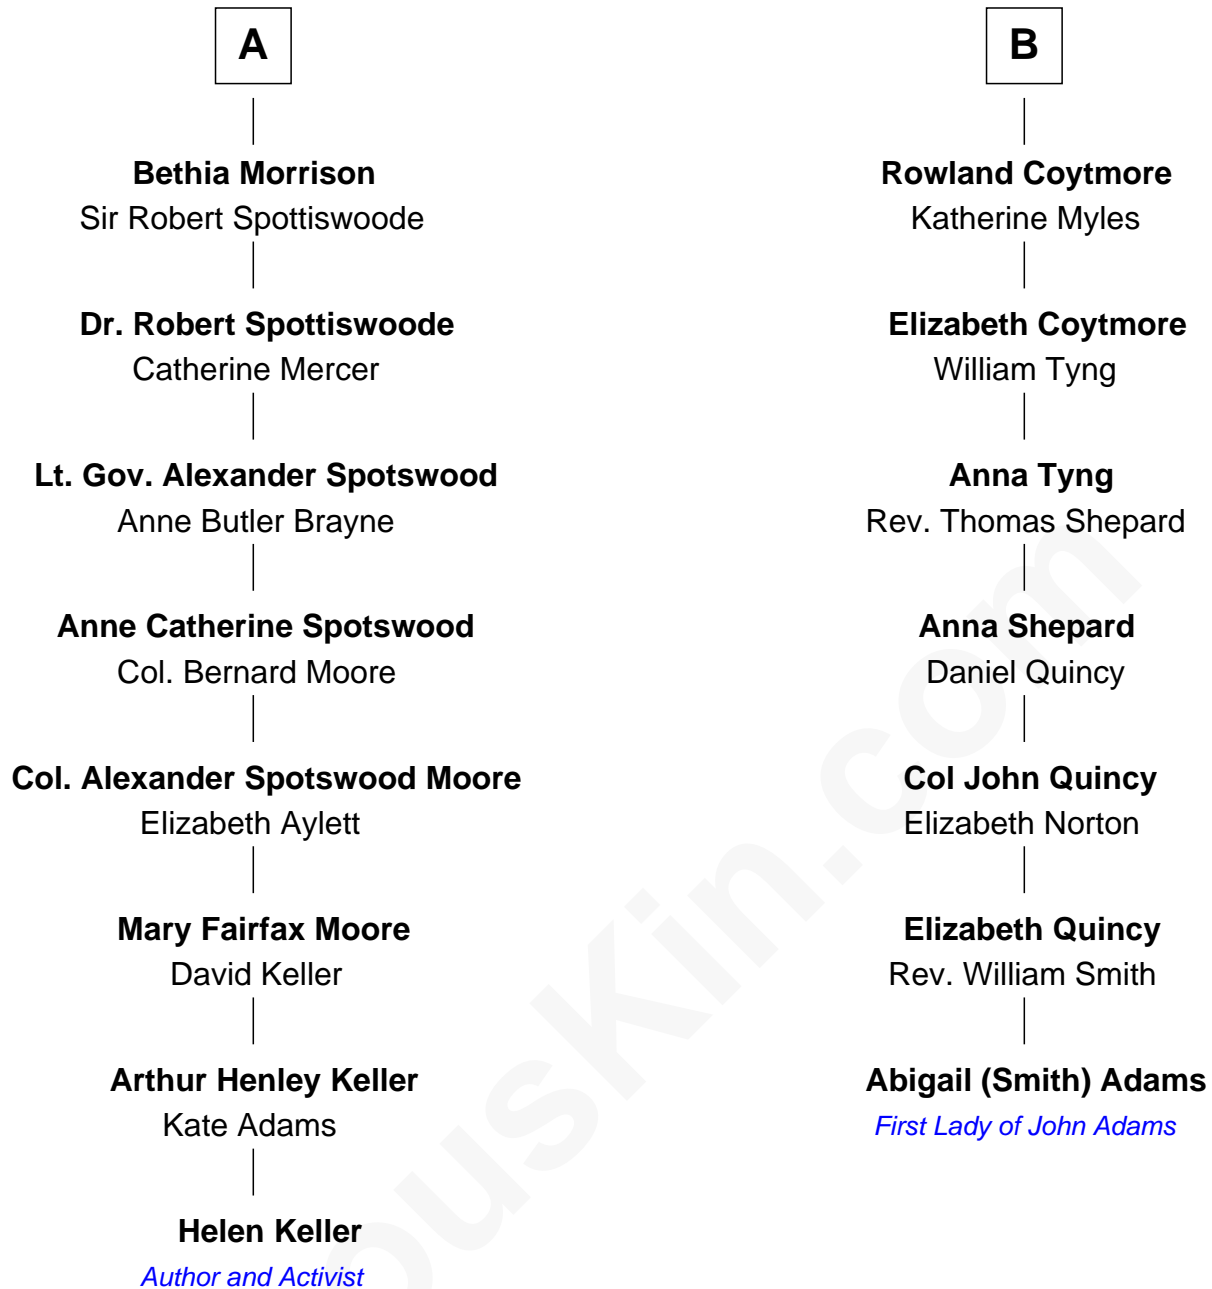 A
Bethia Morrison
Sir Robert Spottiswoode
Dr. Robert Spottiswoode
Catherine Mercer
Lt. Gov. Alexander Spotswood
Anne Butler Brayne
Anne Catherine Spotswood
Col. Bernard Moore
Col. Alexander Spotswood Moore
Elizabeth Aylett
Mary Fairfax Moore
David Keller
Arthur Henley Keller
Kate Adams
Helen Keller
Author and Activist
B
Rowland Coytmore
Katherine Myles
Elizabeth Coytmore
William Tyng
Anna Tyng
Rev. Thomas Shepard
Anna Shepard
Daniel Quincy
Col John Quincy
Elizabeth Norton
Elizabeth Quincy
Rev. William Smith
Abigail (Smith) Adams
First Lady of John Adams
ousKin.com